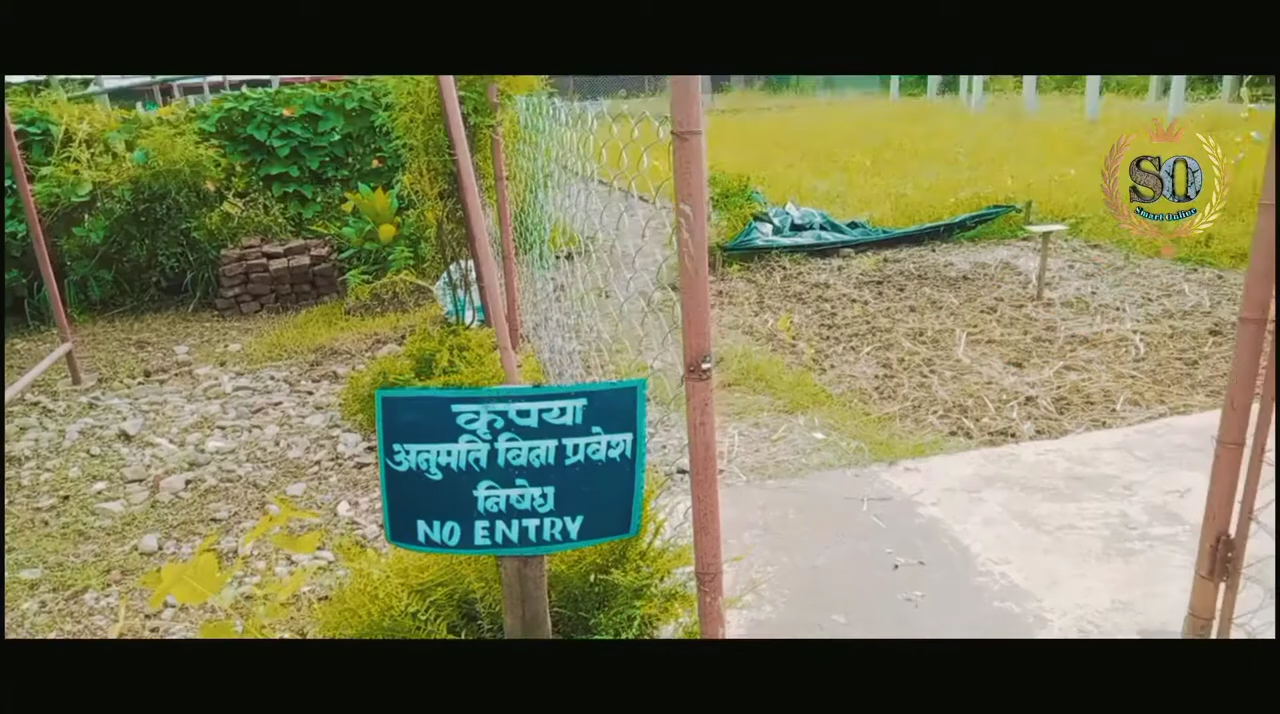 कृपया
अनुमति बिना प्रवेश
निषेध
NO ENTRY
SO
Smart Online